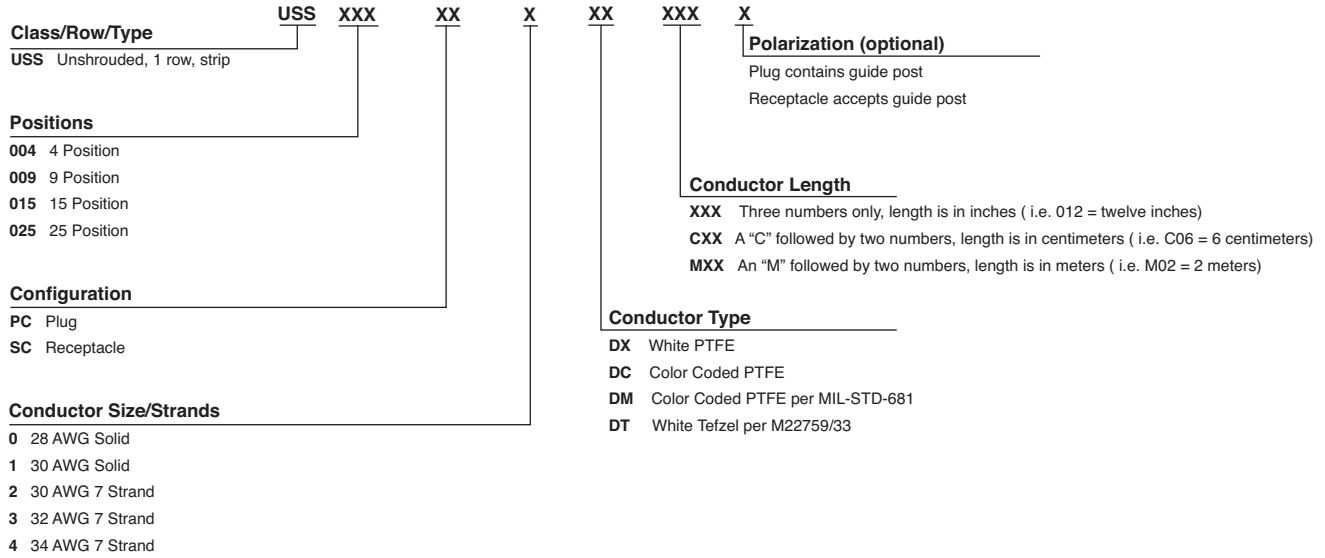 USS XXX XX X XX XXX X
Class/Row/Type
USS Unshrouded, 1 row, strip
Positions
004 4 Position
009 9 Position
015 15 Position
025 25 Position
Configuration
PC Plug
SC Receptacle
Conductor Size/Strands
0 28 AWG Solid
1 30 AWG Solid
2 30 AWG 7 Strand
3 32 AWG 7 Strand
4 34 AWG 7 Strand
Polarization (optional)
Plug contains guide post
Receptacle accepts guide post
Conductor Length
XXX Three numbers only, length is in inches ( i.e. 012 = twelve inches)
CXX A “C” followed by two numbers, length is in centimeters ( i.e. C06 = 6 centimeters)
MXX An “M” followed by two numbers, length is in meters ( i.e. M02 = 2 meters)
Conductor Type
DX White PTFE
DC Color Coded PTFE
DM Color Coded PTFE per MIL-STD-681
DT White Tefzel per M22759/33